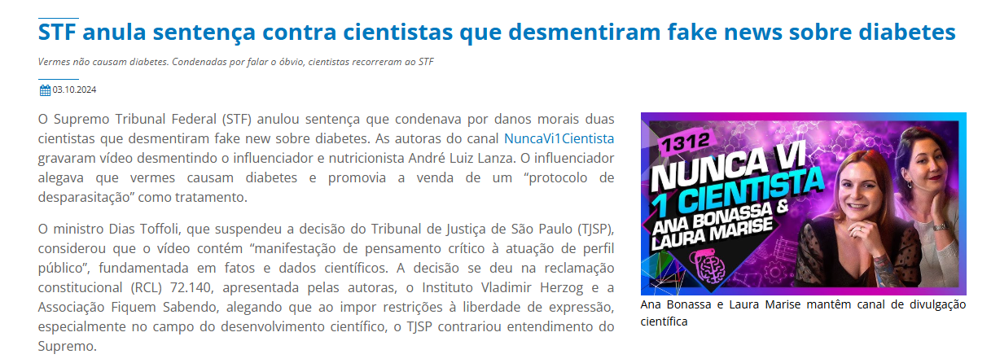 STF anula sentença contra cientistas que desmentiram fake news sobre diabetes
Vermes não causam diabetes. Condenadas por falar o óbvio, cientistas recorreram ao STF
03.10.2024
O Supremo Tribunal Federal (STF) anulou sentença que condenava por danos morais duas
cientistas que desmentiram fake new sobre diabetes. As autoras do canal NuncaVi1Cientista
gravaram vídeo desmentindo o influenciador e nutricionista André Luiz Lanza. O influenciador
alegava que vermes causam diabetes e promovia a venda de um “protocolo de
desparasitação” como tratamento.
O ministro Dias Toffoli, que suspendeu a decisão do Tribunal de Justiça de São Paulo (TJSP),
considerou que o vídeo contém “manifestação de pensamento crítico à atuação de perfil
público”, fundamentada em fatos e dados científicos. A decisão se deu na reclamação
constitucional (RCL) 72.140, apresentada pelas autoras, o Instituto Vladimir Herzog e a
Associação Fiquem Sabendo, alegando que ao impor restrições à liberdade de expressão,
especialmente no campo do desenvolvimento científico, o TJSP contrariou entendimento do
Supremo.
1312
NUNCA VI
1 CIENTISTA
ANA BONASSA &
LAURA MARISE
Ana Bonassa e Laura Marise mantêm canal de divulgação
científica